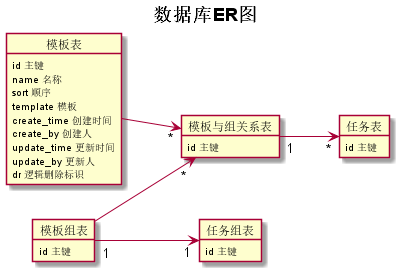 数据库ER图
模板表
id 主键
name 名称
sort 顺序
template 模板
create_time 创建时间
create_by 创建人
update_time 更新时间
update_by 更新人
dr 逻辑删除标识
模板与组关系表
id 主键
任务表
id 主键
*
1
*
*
模板组表
id 主键
任务组表
id 主键
1
1